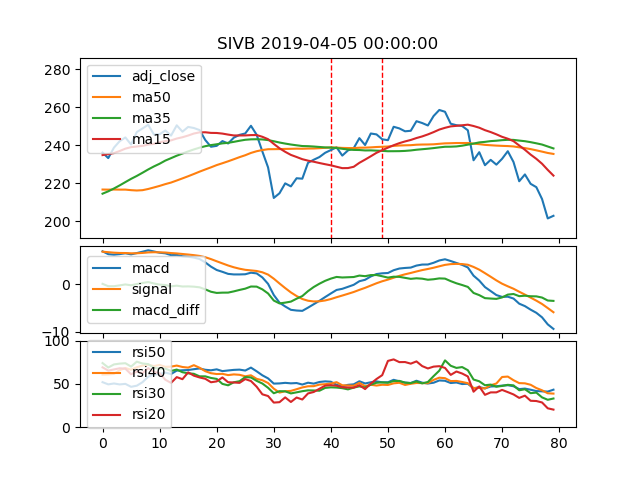 SIVB 2019-04-05 00:00:00
280
260
240
220
200
adj_close
ma50
ma35
ma15
0
−10
macd
signal
macd_diff
100
50
0
rsi50
rsi40
rsi30
rsi20
0 10 20 30 40 50 60 70 80